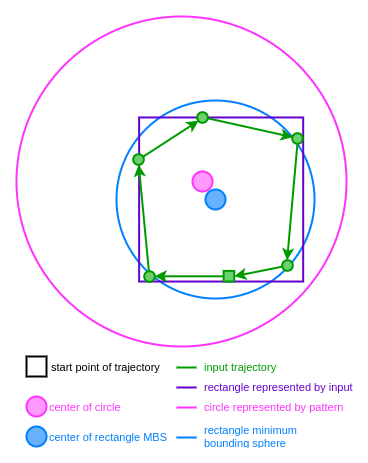 start point of trajectory
input trajectory
rectangle represented by input
center of circle
circle represented by pattern
center of rectangle MBS
rectangle minimum
bounding sphere